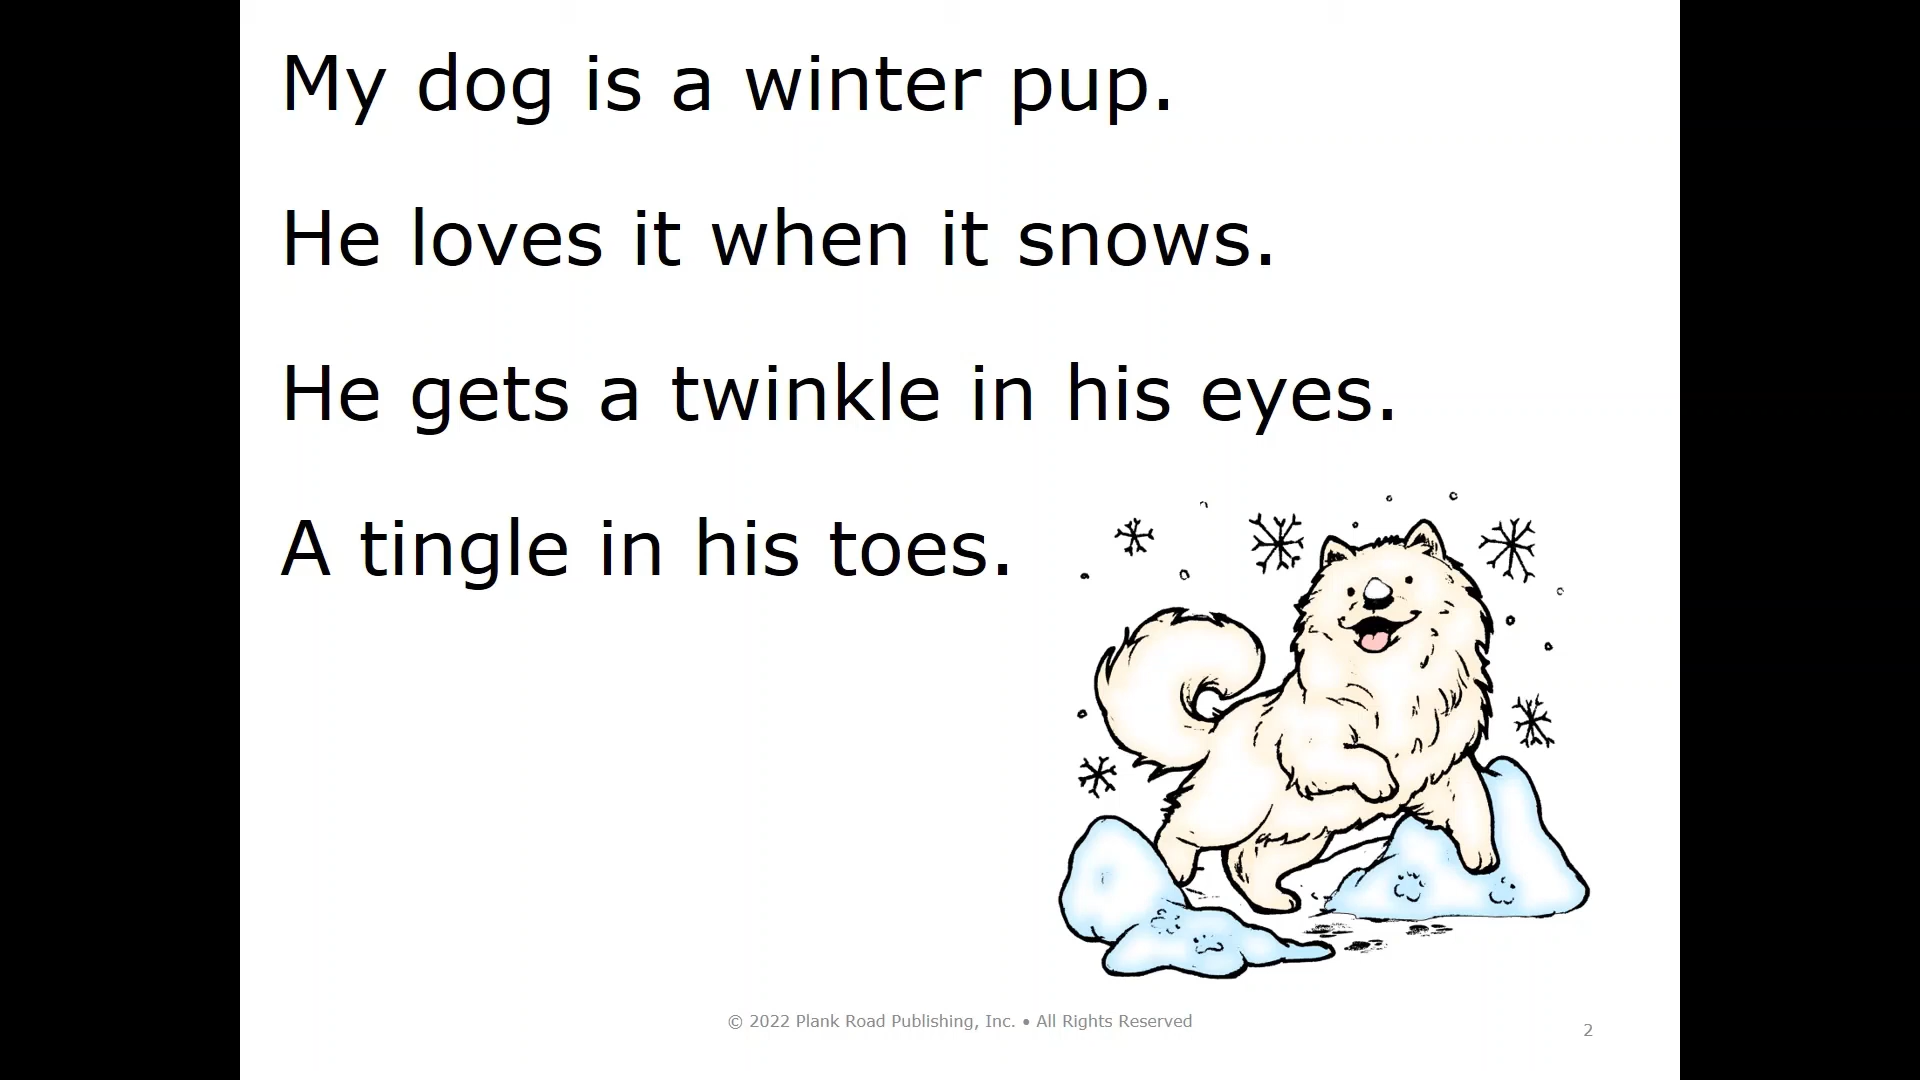 My dog is a winter pup.
He loves it when it snows.
He gets a twinkle in his eyes.
A tingle in his toes.
© 2022 Plank Road Publishing, Inc. • All Rights Reserved
2